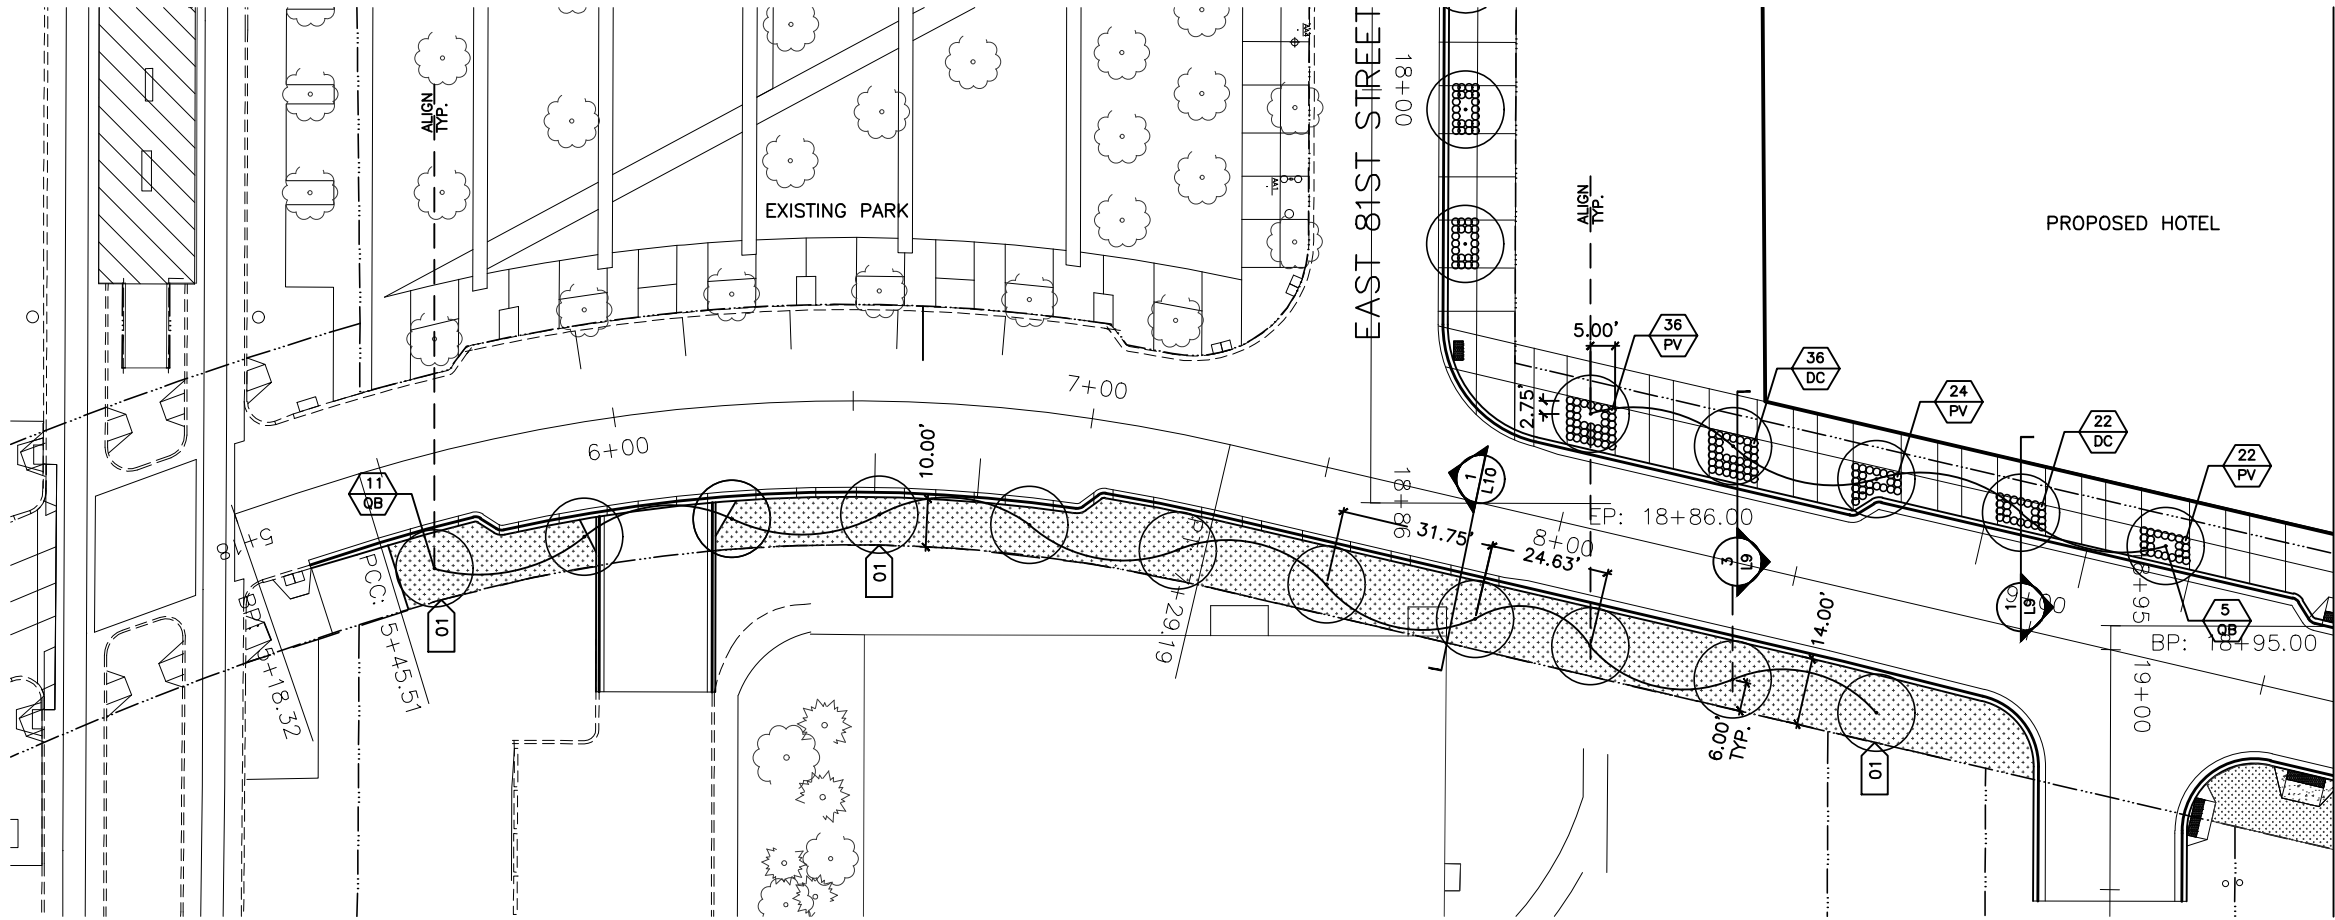 ALIGN
TYP.
EXISTING PARK
EAST 81ST STREET
18+00
ALIGN
TYP.
PROPOSED HOTEL
5.00'
2.75'
36
PV
36
DC
24
PV
22
DC
22
PV
7+00
6+00
10.00'
11
QB
1
L10
18+86
EP: 18+86.00
31.75'
8+00
24.63'
3
L9
1
L9
9+00
18+95
5
QB
BP: 18+95.00
19+00
14.00'
6.00'
TYP.
5+18
BP: 5+18.32
PCC: 5+45.51
01
01
01